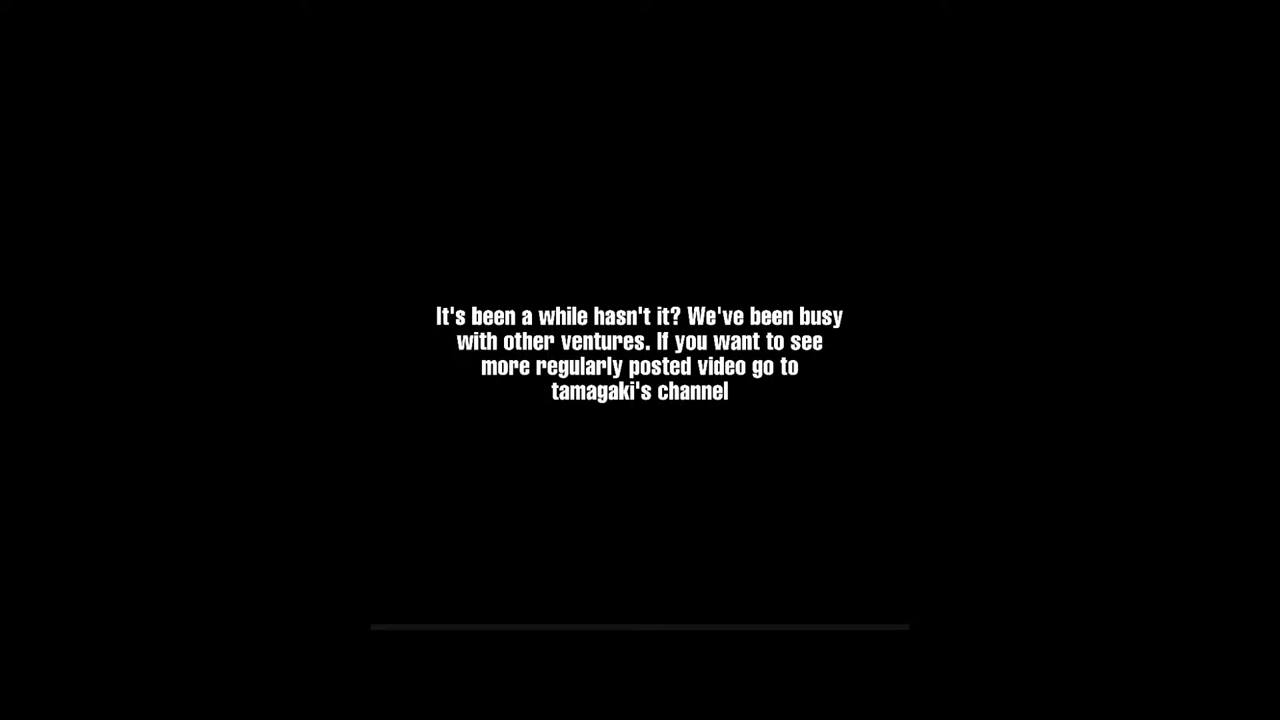 It's been a while hasn't it? We've been busy
with other ventures. If you want to see
more regularly posted video go to
tamagaki's channel